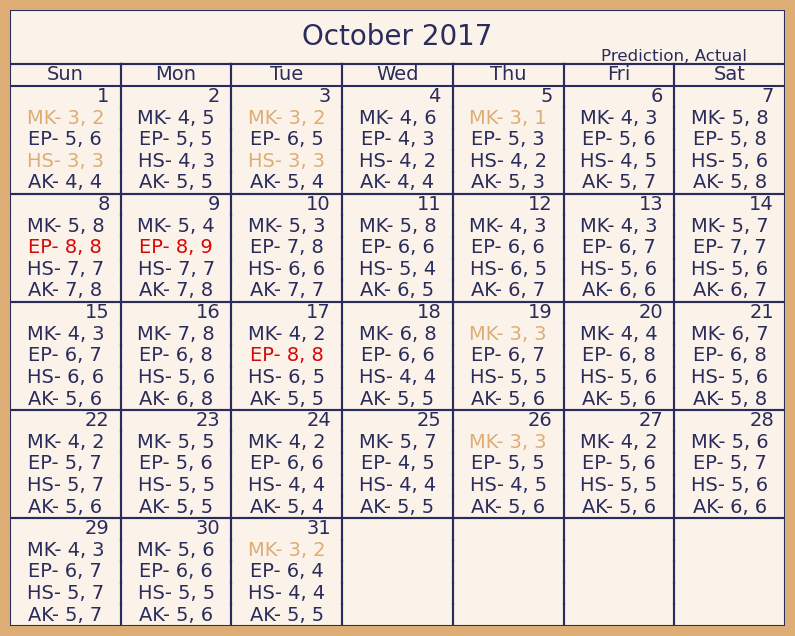 October 2017
Prediction, Actual
Sun Mon Tue Wed Thu Fri Sat
1 2 3 4 5 6 7
MK- 3, 2 MK- 4, 5 MK- 3, 2 MK- 4, 6 MK- 3, 1 MK- 4, 3 MK- 5, 8
EP- 5, 6 EP- 5, 5 EP- 6, 5 EP- 4, 3 EP- 5, 3 EP- 5, 6 EP- 5, 8
HS- 3, 3 HS- 4, 3 HS- 3, 3 HS- 4, 2 HS- 4, 2 HS- 4, 5 HS- 5, 6
AK- 4, 4 AK- 5, 5 AK- 5, 4 AK- 4, 4 AK- 5, 3 AK- 5, 7 AK- 5, 8
8 9 10 11 12 13 14
MK- 5, 8 MK- 5, 4 MK- 5, 3 MK- 5, 8 MK- 4, 3 MK- 4, 3 MK- 5, 7
EP- 8, 8 EP- 8, 9 EP- 7, 8 EP- 6, 6 EP- 6, 6 EP- 6, 7 EP- 7, 7
HS- 7, 7 HS- 7, 7 HS- 6, 6 HS- 5, 4 HS- 6, 5 HS- 5, 6 HS- 5, 6
AK- 7, 8 AK- 7, 8 AK- 7, 7 AK- 6, 5 AK- 6, 7 AK- 6, 6 AK- 6, 7
15 16 17 18 19 20 21
MK- 4, 3 MK- 7, 8 MK- 4, 2 MK- 6, 8 MK- 3, 3 MK- 4, 4 MK- 6, 7
EP- 6, 7 EP- 6, 8 EP- 8, 8 EP- 6, 6 EP- 6, 7 EP- 6, 8 EP- 6, 8
HS- 6, 6 HS- 5, 6 HS- 6, 5 HS- 4, 4 HS- 5, 5 HS- 5, 6 HS- 5, 6
AK- 5, 6 AK- 6, 8 AK- 5, 5 AK- 5, 5 AK- 5, 6 AK- 5, 6 AK- 5, 8
22 23 24 25 26 27 28
MK- 4, 2 MK- 5, 5 MK- 4, 2 MK- 5, 7 MK- 3, 3 MK- 4, 2 MK- 5, 6
EP- 5, 7 EP- 5, 6 EP- 6, 6 EP- 4, 5 EP- 5, 5 EP- 5, 6 EP- 5, 7
HS- 5, 7 HS- 5, 5 HS- 4, 4 HS- 4, 4 HS- 4, 5 HS- 5, 5 HS- 5, 6
AK- 5, 6 AK- 5, 5 AK- 5, 4 AK- 5, 5 AK- 5, 6 AK- 5, 6 AK- 6, 6
29 30 31
MK- 4, 3 MK- 5, 6 MK- 3, 2
EP- 6, 7 EP- 6, 6 EP- 6, 4
HS- 5, 7 HS- 5, 5 HS- 4, 4
AK- 5, 7 AK- 5, 6 AK- 5, 5